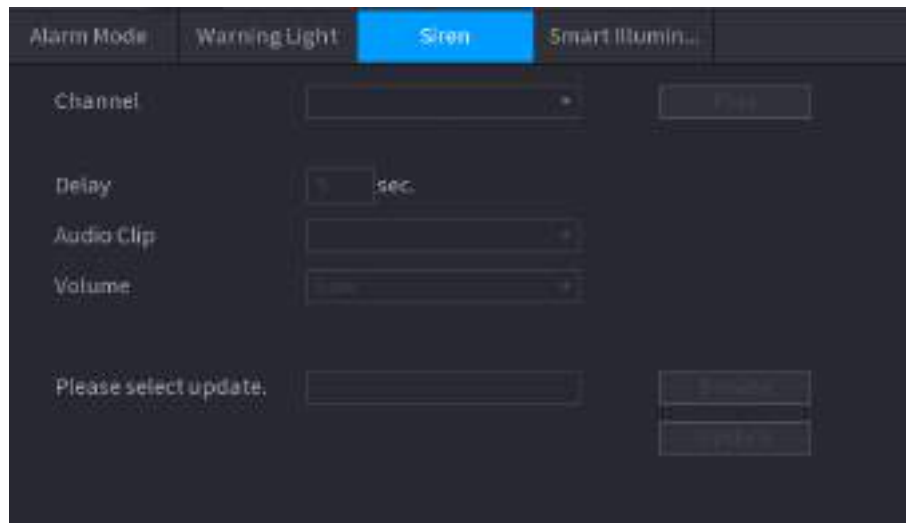 Alarm Mode Warning Light Siren Smart Illumin...
Channel
Delay sec.
Audio Clip
Volume
Please select update.